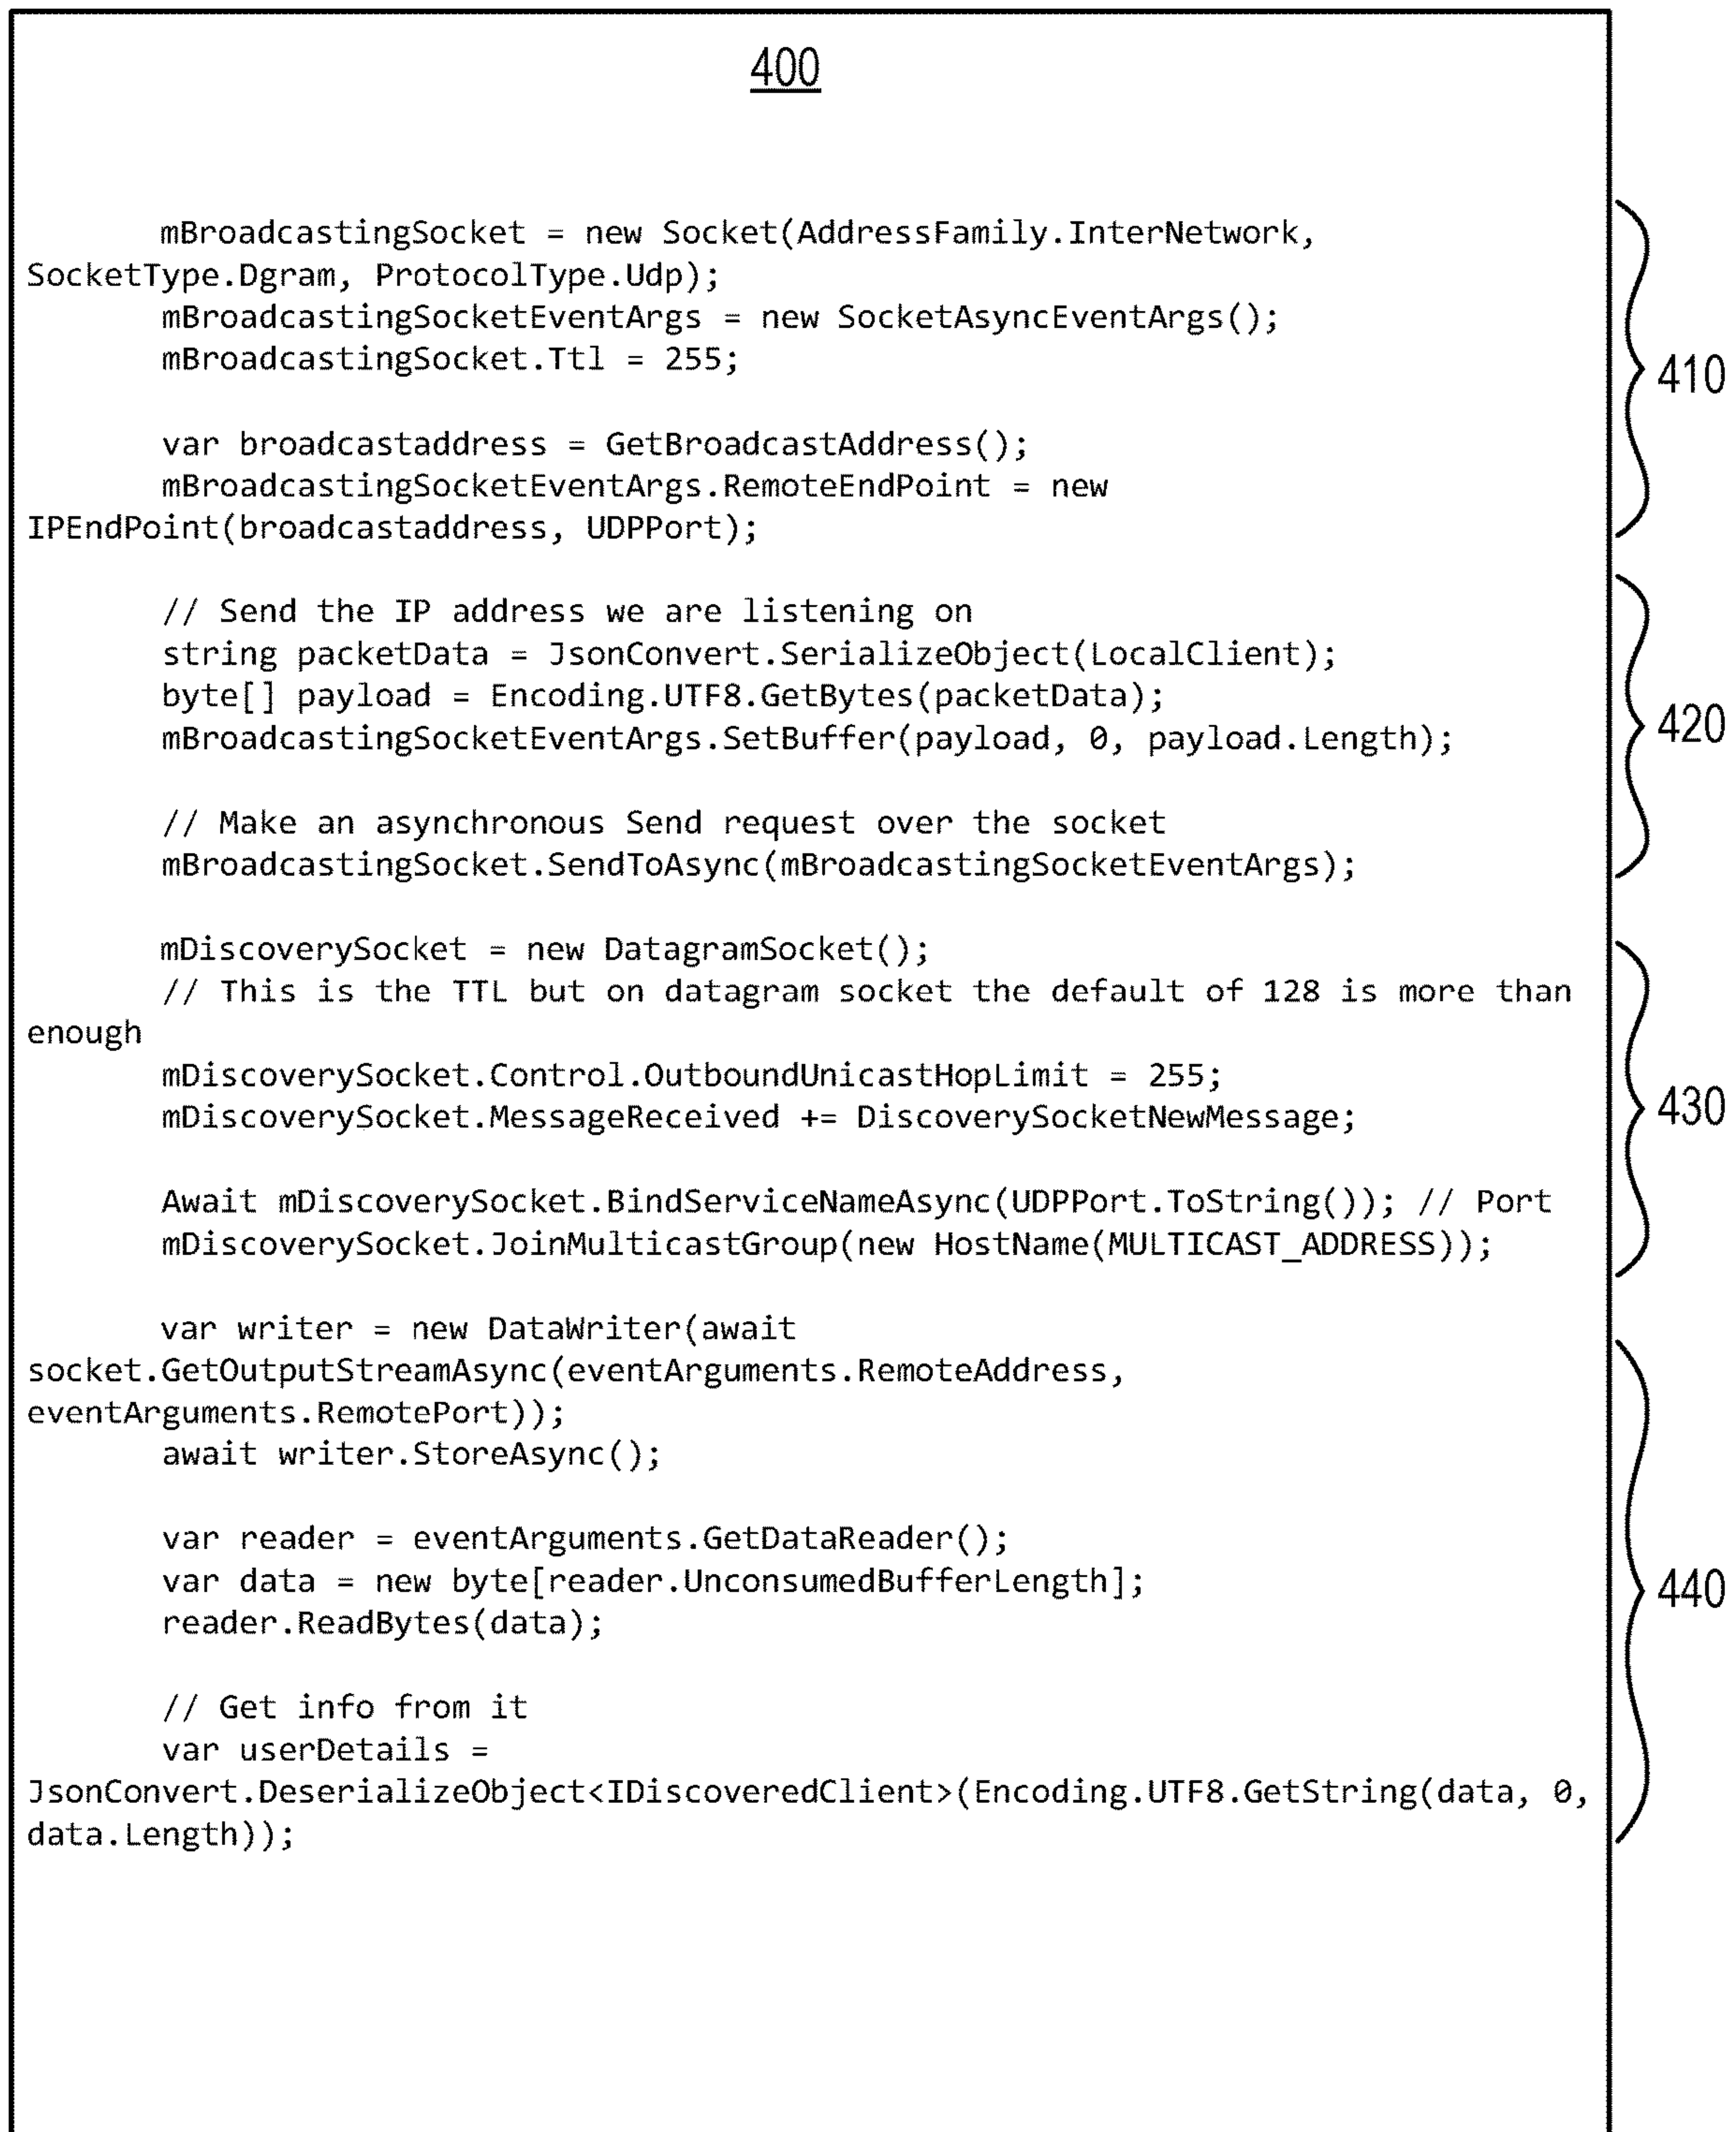 400
mBroadcastingSocket = new Socket(AddressFamily.InterNetwork,
SocketType.Dgram, ProtocolType.Udp);
mBroadcastingSocketEventArgs = new SocketAsyncEventArgs();
mBroadcastingSocket.Ttl = 255;
410
var broadcastaddress = GetBroadcastAddress();
mBroadcastingSocketEventArgs.RemoteEndPoint = new
IPEndPoint(broadcastaddress, UDPPort);
// Send the IP address we are listening on
string packetData = JsonConvert.SerializeObject(LocalClient);
byte[] payload = Encoding.UTF8.GetBytes(packetData);
420
mBroadcastingSocketEventArgs.SetBuffer(payload, 0, payload.Length);
// Make an asynchronous Send request over the socket
mBroadcastingSocket.SendToAsync(mBroadcastingSocketEventArgs);
mDiscoverySocket = new DatagramSocket();
// This is the TTL but on datagram socket the default of 128 is more than
enough
mDiscoverySocket.Control.OutboundUnicastHopLimit = 255;
mDiscoverySocket.MessageReceived += DiscoverySocketNewMessage;
430
Await mDiscoverySocket.BindServiceNameAsync(UDPPort.ToString()); // Port
mDiscoverySocket.JoinMulticastGroup(new HostName(MULTICAST_ADDRESS));
var writer = new DataWriter(await
socket.GetOutputStreamAsync(eventArguments.RemoteAddress,
eventArguments.RemotePort));
await writer.StoreAsync();
var reader = eventArguments.GetDataReader();
var data = new byte[reader.UnconsumedBufferLength];
440
reader.ReadBytes(data);
// Get info from it
var userDetails =
JsonConvert.DeserializeObject<IDiscoveredClient>(Encoding.UTF8.GetString(data, 0,
data.Length));